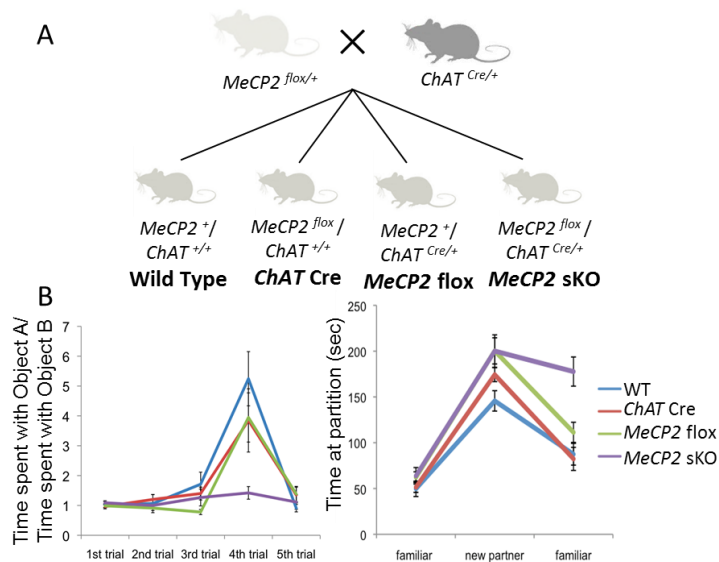 A
MeCP2 flox/+
ChAT Cre/+
MeCP2 +/
ChAT +/+
Wild Type
MeCP2 flox/
ChAT +/+
ChAT Cre
MeCP2 +/
ChAT Cre/+
MeCP2 flox
MeCP2 flox/
ChAT Cre/+
MeCP2 sKO
B
Time spent with Object A/
Time spent with Object B
7
6
5
4
3
2
1
0
1st trial 2nd trial 3rd trial 4th trial 5th trial
Time at partition (sec)
250
200
150
100
50
0
familiar new partner familiar
WT
ChAT Cre
MeCP2 flox
MeCP2 sKO